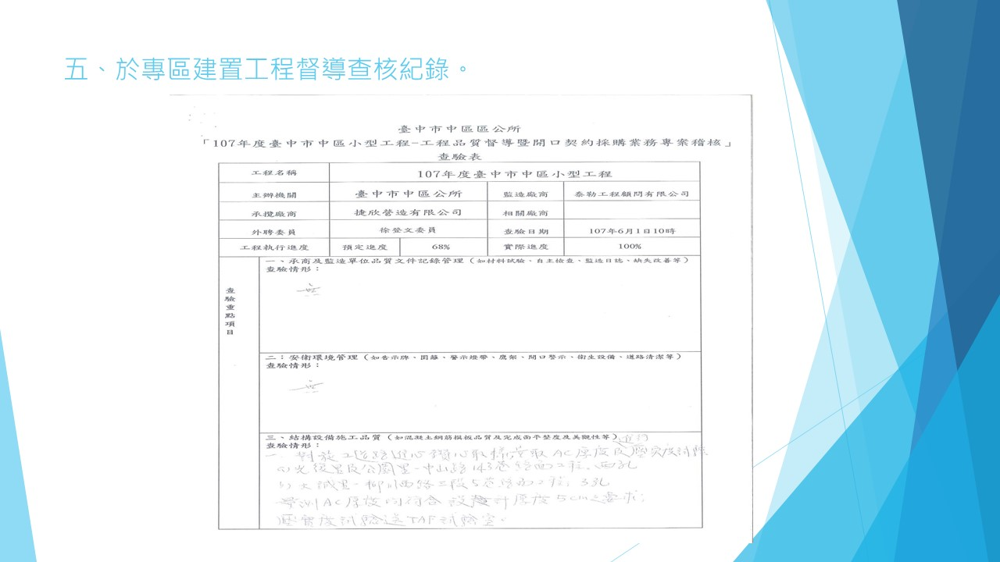 五、於專區建置工程督導查核紀錄。
臺中市中區區公所
「107年度臺中市中區小型工程-工程品質督導暨開口契約採購業務專案稽核」
查驗表
工程名稱 107年度臺中市中區小型工程
主辦機關 臺中市中區公所 監造廠商 泰勒工程顧問有限公司
承攬廠商 捷欣營造有限公司 相關廠商
外聘委員 徐登文委員 查驗日期 107年6月1日10時
工程執行進度 預定進度 68% 實際進度 100%
查驗重點項目
一、承商及監造單位品質文件記錄管理（如材料試驗、自主檢查、監造日誌、缺失改善等）
查驗情形：
無
二：安衛環境管理（如告示牌、圍籬、警示燈帶、鷹架、開口警示、衛生設備、道路清潔等）
查驗情形：
無
三、結構設備施工品質（如混凝土鋼筋模板品質及完成面平整度及美觀性等）
查驗情形：
一、對施工道路進行鑽心取樣 取AC厚度及壓實度試驗
光復里及公園里-中山路143巷 工程,兩孔
大誠里-柳川西路三段5巷 工程,3孔
量測AC厚度均符合設計厚度5cm之要求;
壓實度試驗送TAF試驗室。